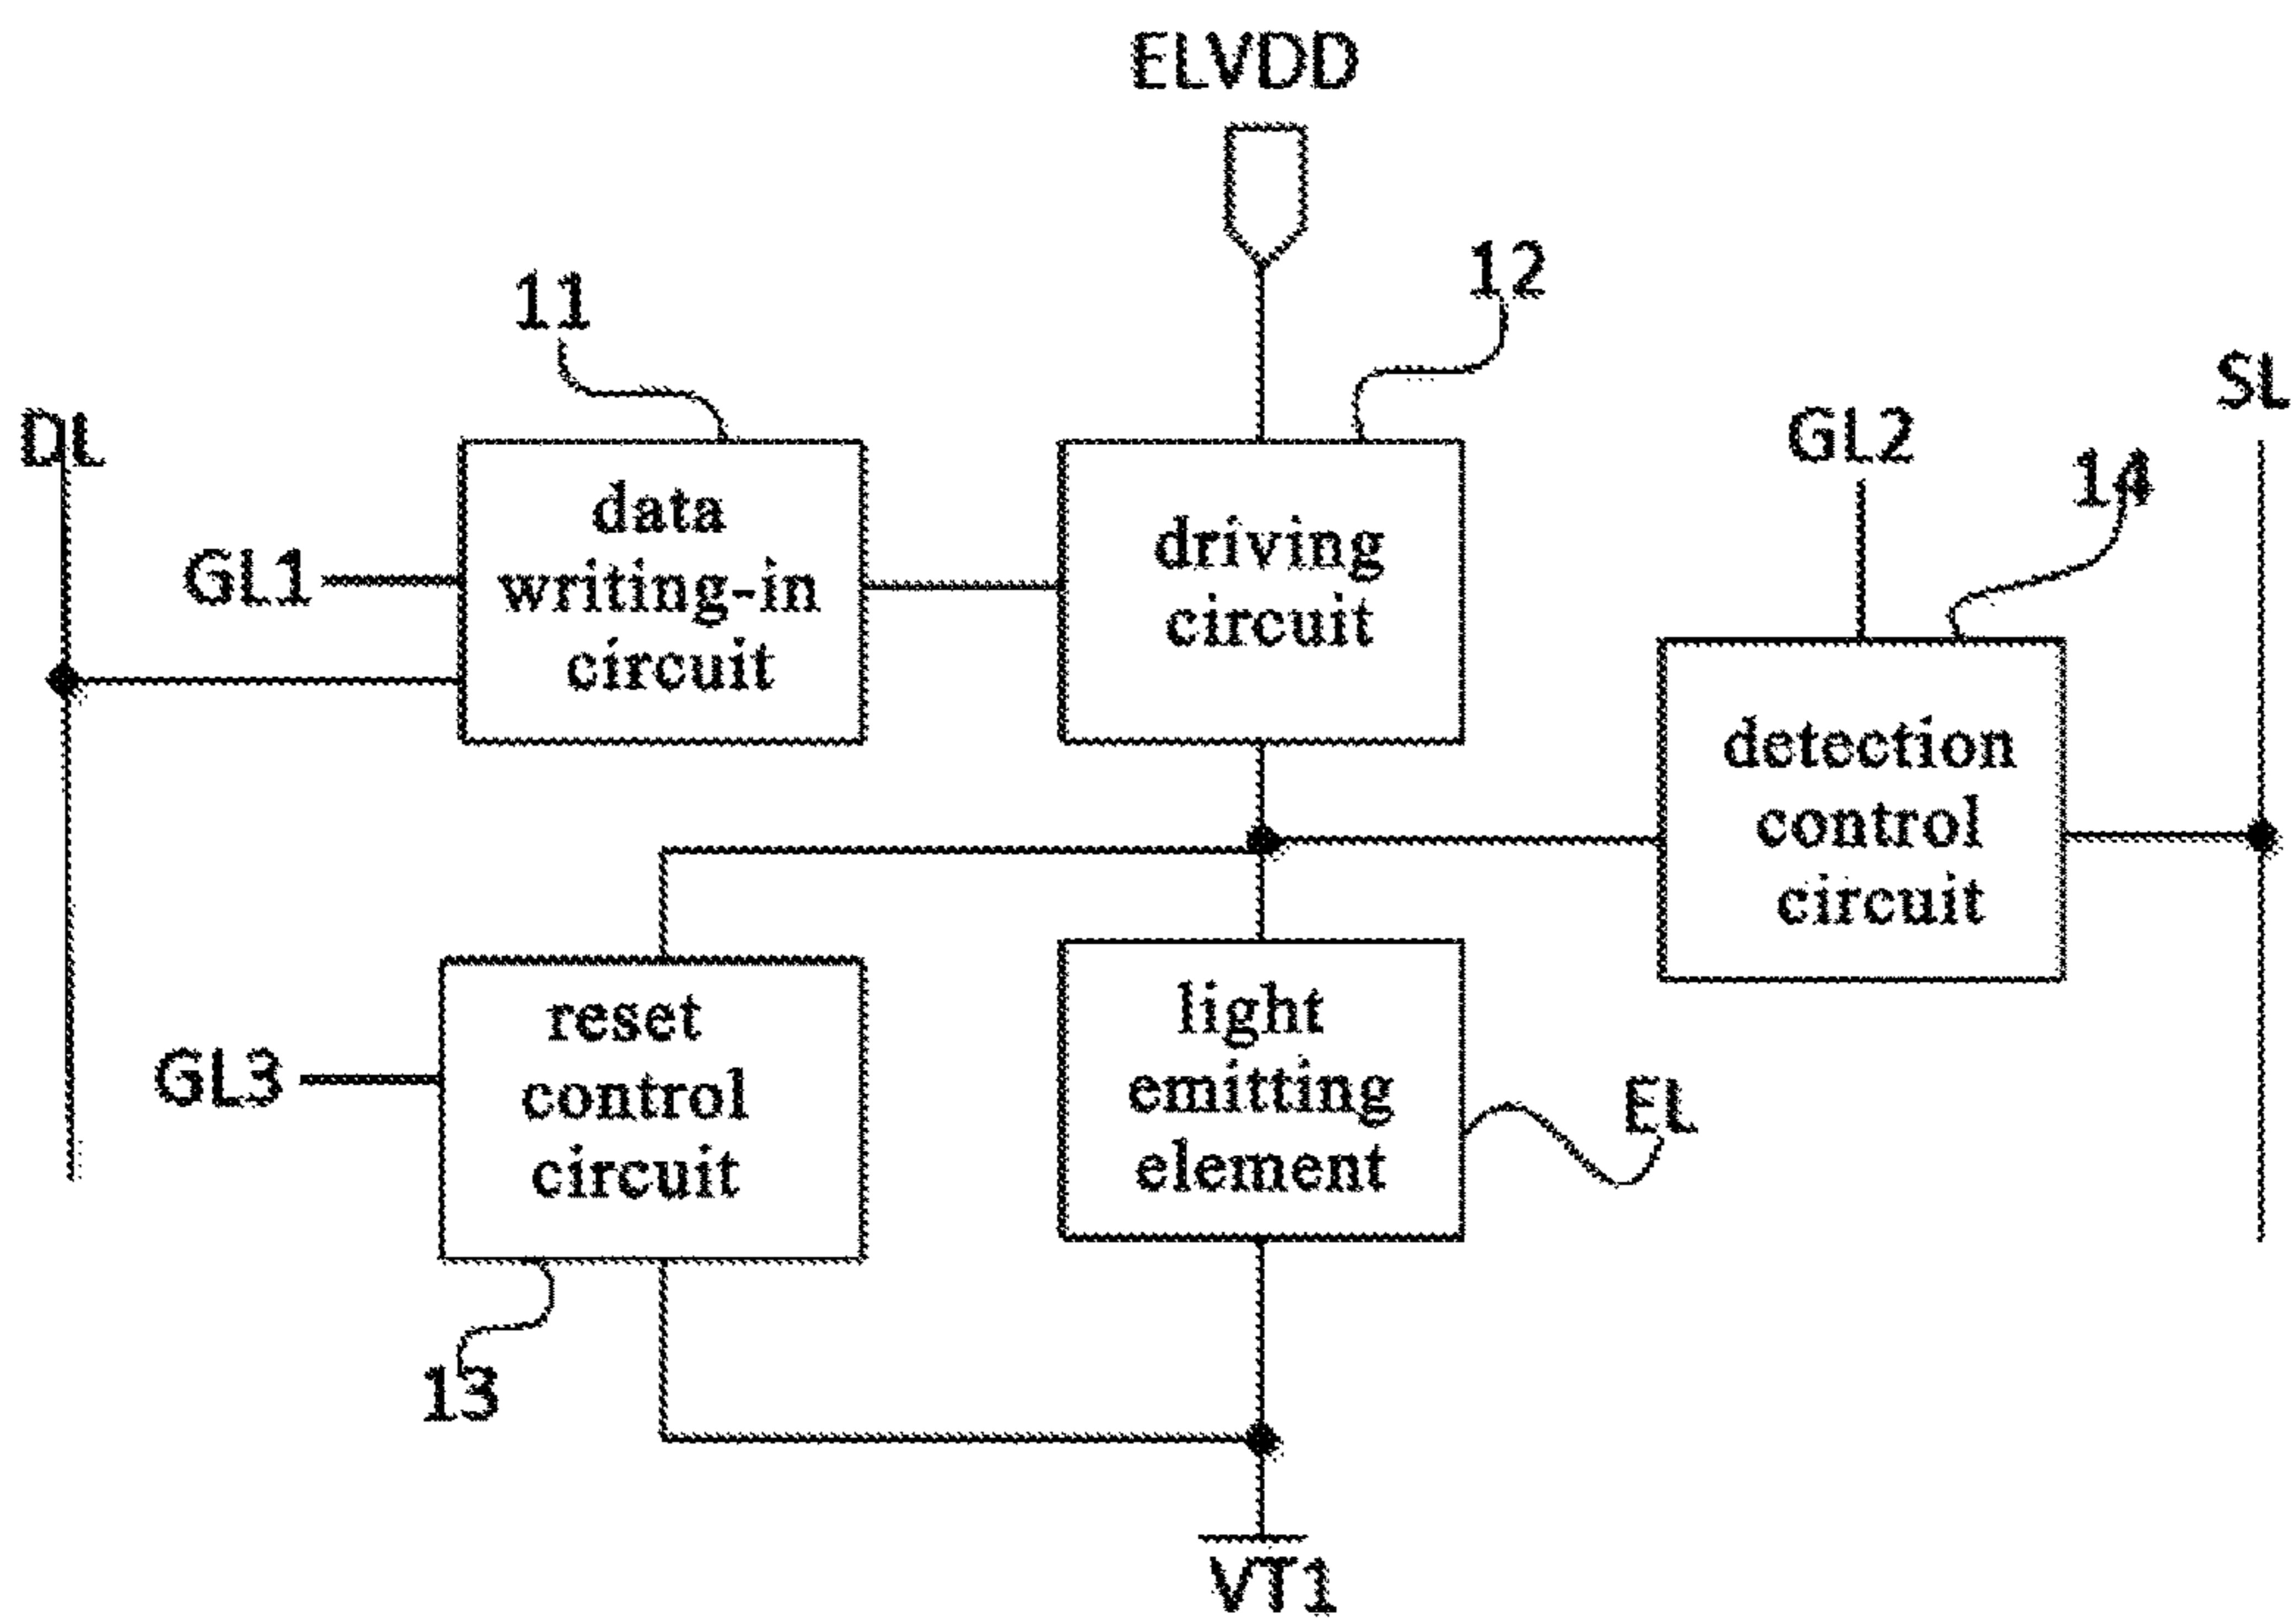 ELVDD
11
12
DL
GL1
data
writing-in
circuit
driving
circuit
GL2
14
SL
detection
control
circuit
GL3
reset
control
circuit
13
light
emitting
element
EL
VT1